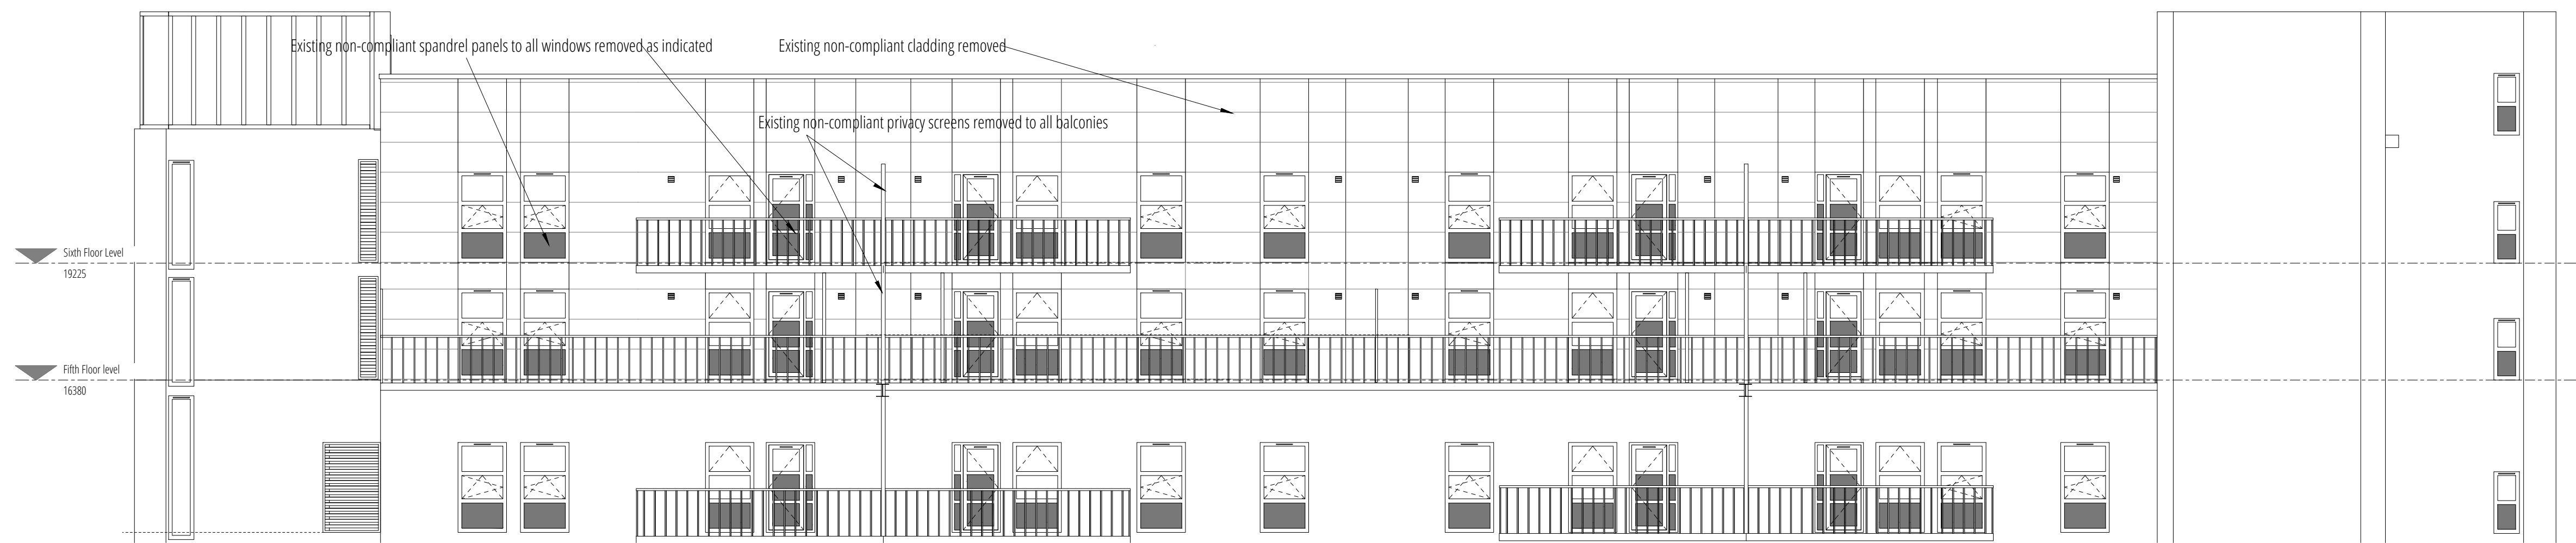 Existing non-compliant spandrel panels to all windows removed as indicated
Existing non-compliant cladding removed
Existing non-compliant privacy screens removed to all balconies
Sixth Floor Level
19225
Fifth Floor level
16380